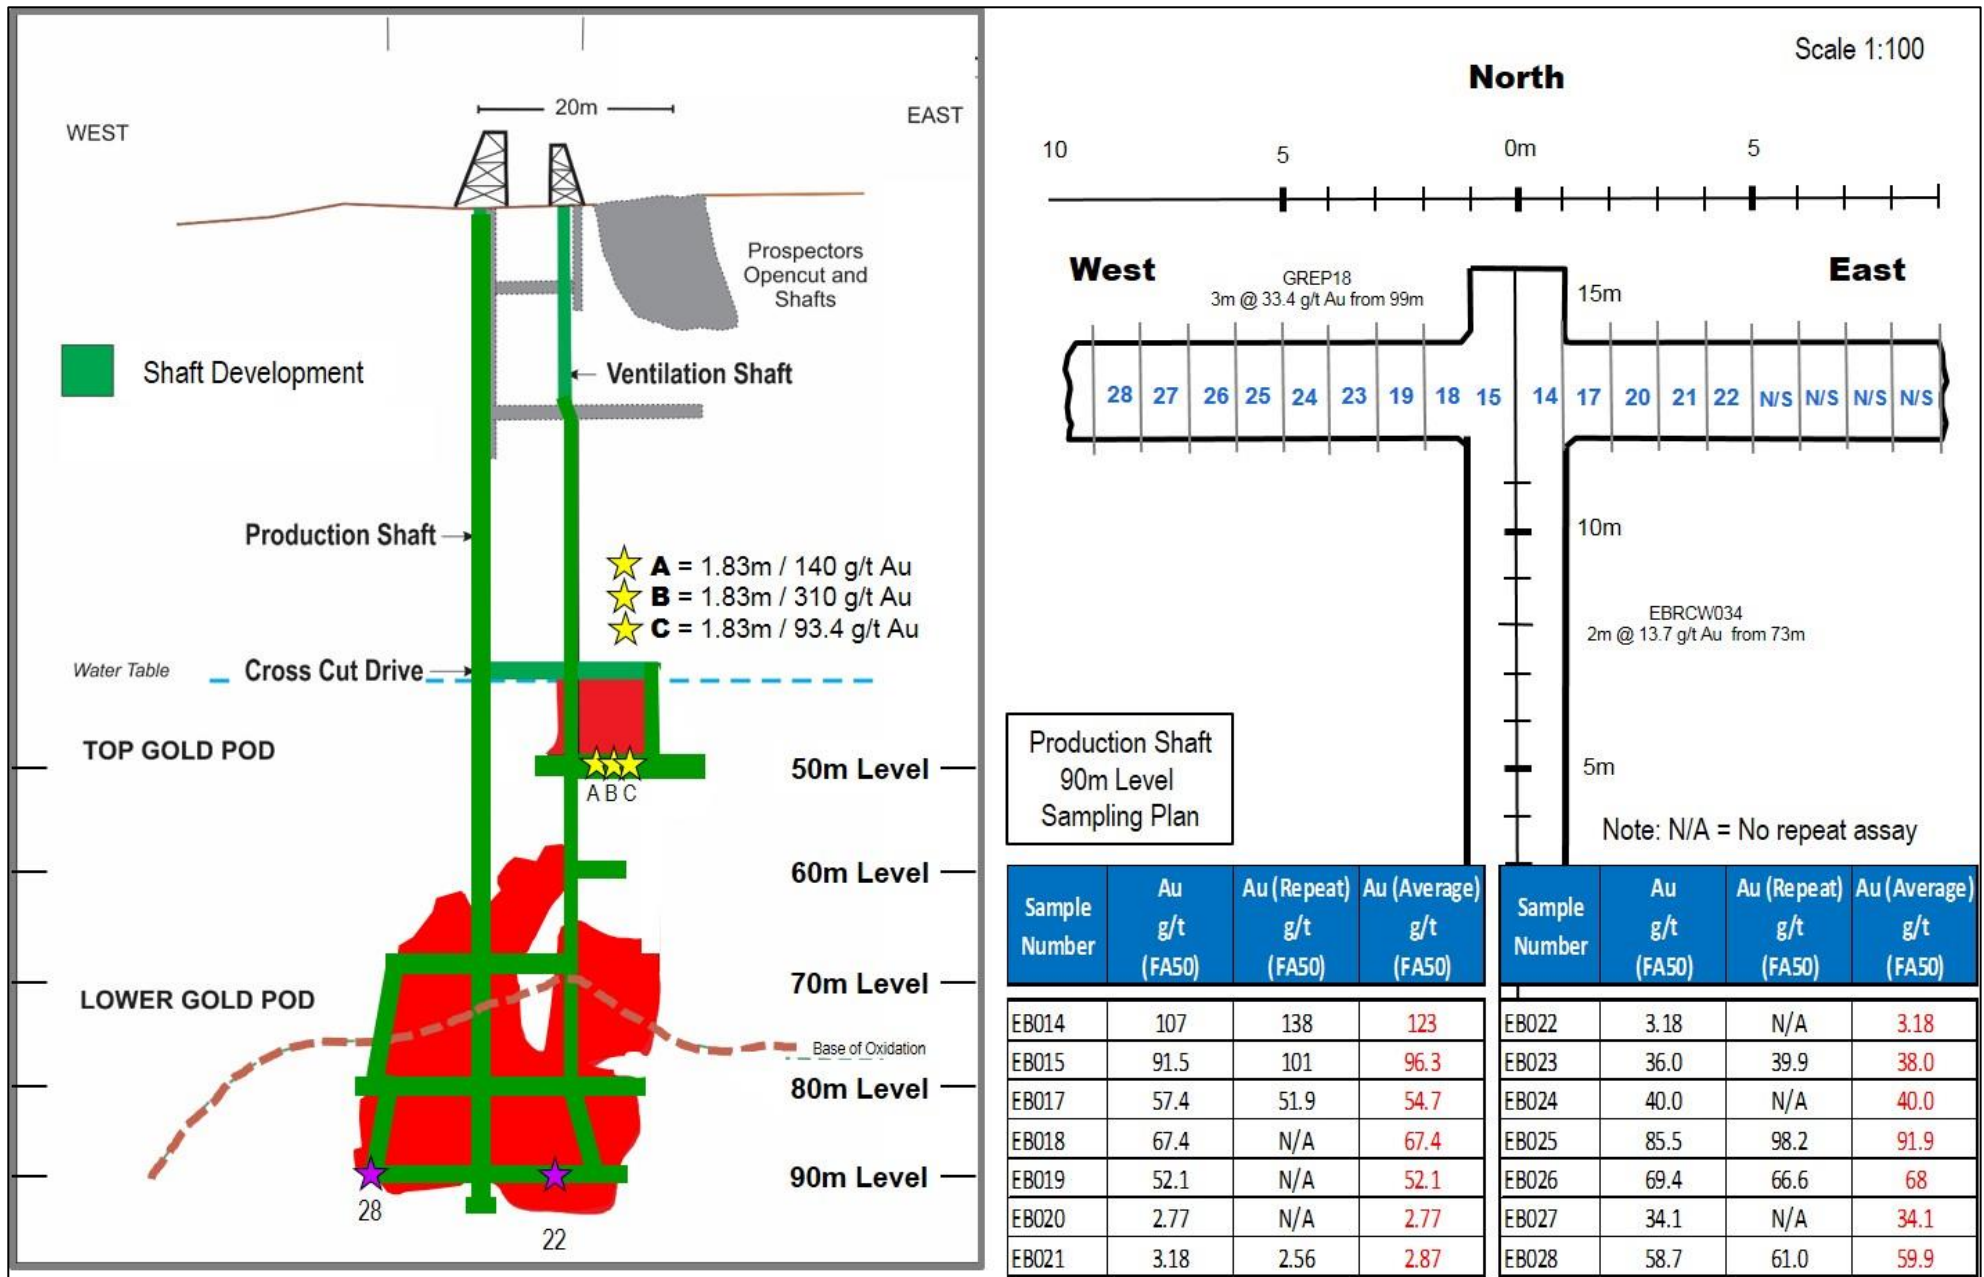 20m
WEST
EAST
Prospectors
Opencut and
Shafts
Shaft Development
Ventilation Shaft
Production Shaft
A = 1.83m / 140 g/t Au
B = 1.83m / 310 g/t Au
C = 1.83m / 93.4 g/t Au
Water Table
Cross Cut Drive
TOP GOLD POD
50m Level
A B C
60m Level
70m Level
LOWER GOLD POD
Base of Oxidation
80m Level
90m Level
28
22
Scale 1:100
North
10 5 0m 5
West
East
GREP18
3m @ 33.4 g/t Au from 99m
15m
28 27 26 25 24 23 19 18 15 14 17 20 21 22 N/S N/S N/S N/S
10m
EBRCW034
2m @ 13.7 g/t Au from 73m
5m
Production Shaft
90m Level
Sampling Plan
Note: N/A = No repeat assay
Sample Number Au g/t (FA50) Au (Repeat) g/t (FA50) Au (Average) g/t (FA50)
EB014 107 138 123
EB015 91.5 101 96.3
EB017 57.4 51.9 54.7
EB018 67.4 N/A 67.4
EB019 52.1 N/A 52.1
EB020 2.77 N/A 2.77
EB021 3.18 2.56 2.87
Sample Number Au g/t (FA50) Au (Repeat) g/t (FA50) Au (Average) g/t (FA50)
EB022 3.18 N/A 3.18
EB023 36.0 39.9 38.0
EB024 40.0 N/A 40.0
EB025 85.5 98.2 91.9
EB026 69.4 66.6 68
EB027 34.1 N/A 34.1
EB028 58.7 61.0 59.9